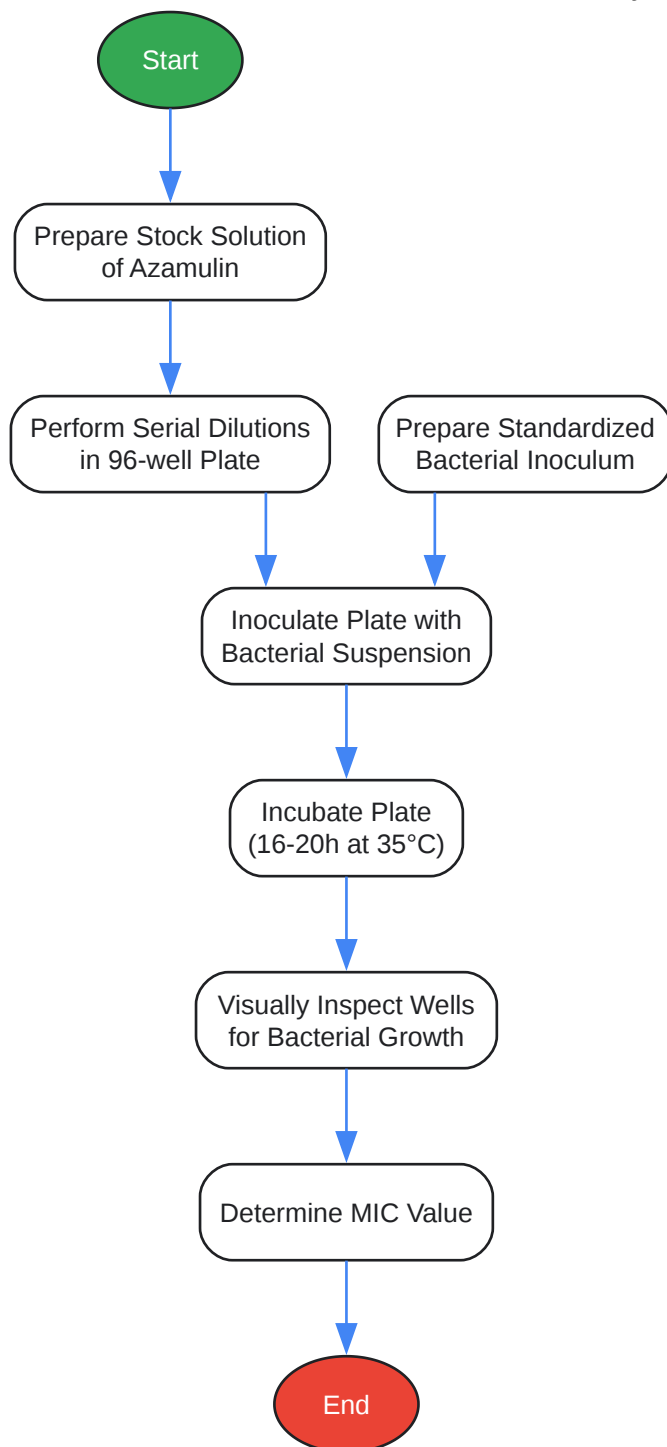 Start
Prepare Stock Solution
of Azamulin
Perform Serial Dilutions
in 96-well Plate
Prepare Standardized
Bacterial Inoculum
Inoculate Plate with
Bacterial Suspension
Incubate Plate
(16-20h at 35°C)
Visually Inspect Wells
for Bacterial Growth
Determine MIC Value
End